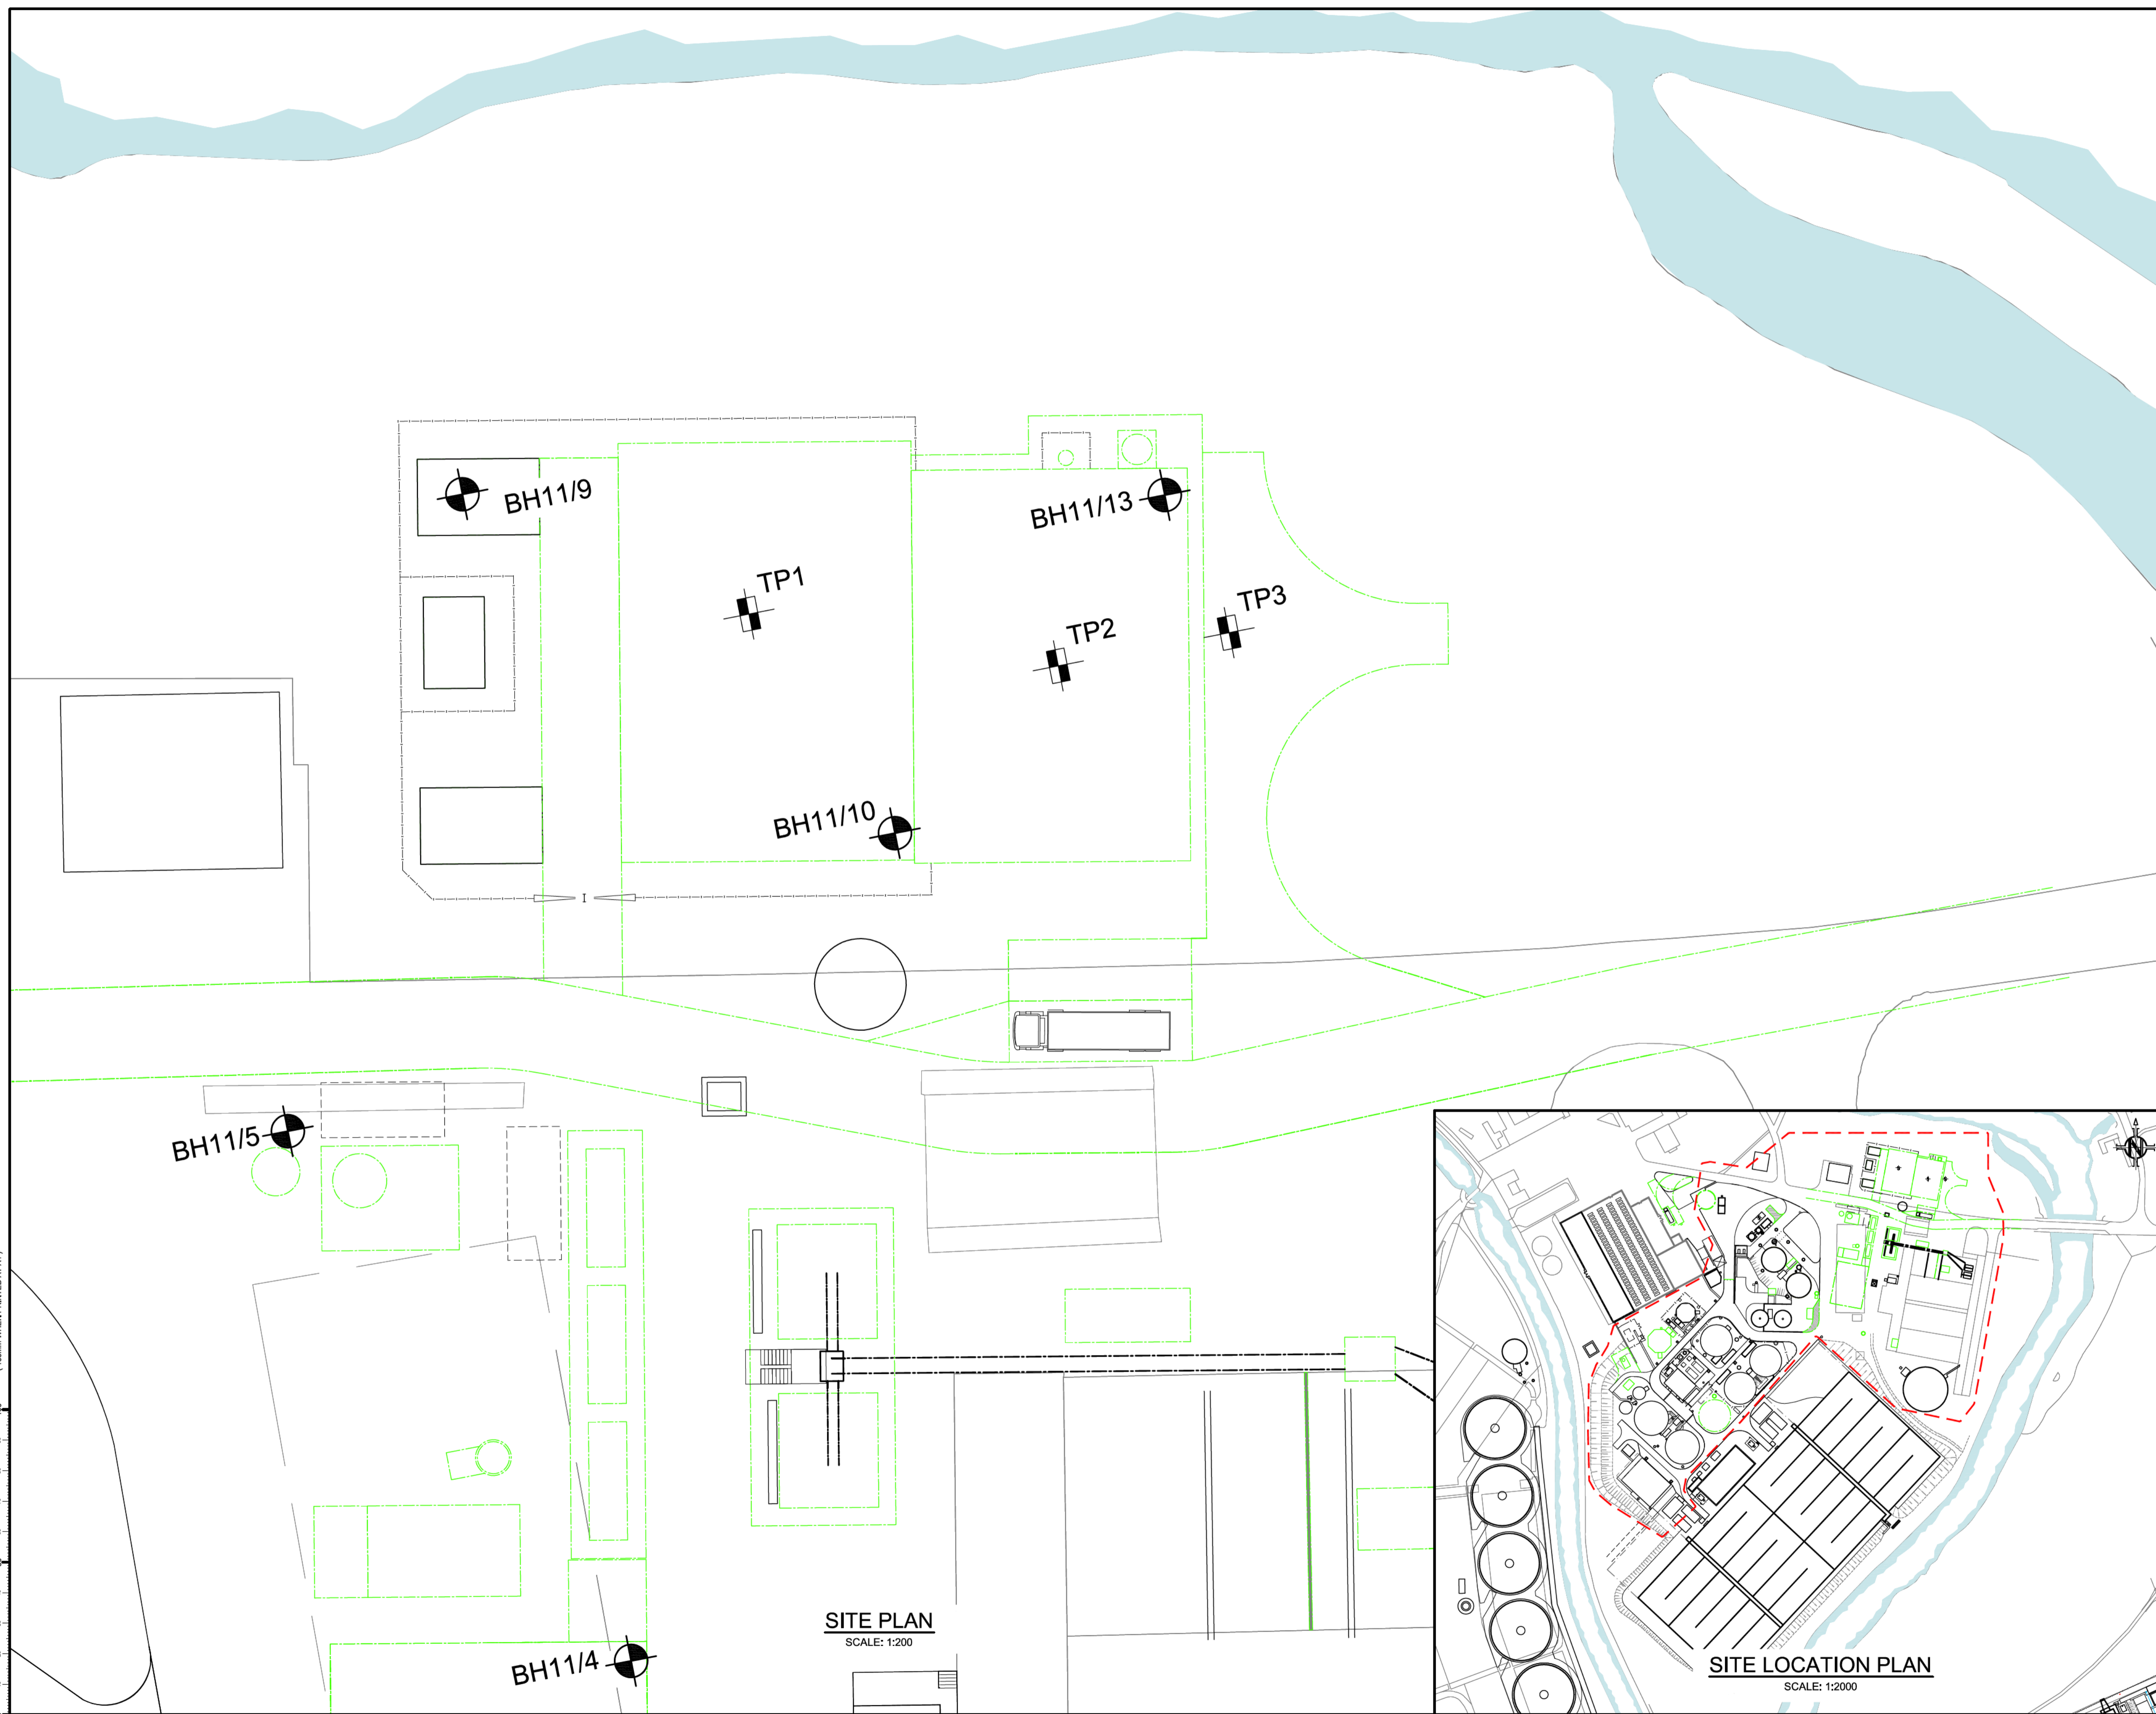 BH11/9
BH11/13
TP1
TP3
TP2
BH11/10
I
BH11/5
N
SITE PLAN
SCALE: 1:200
BH11/4
SITE LOCATION PLAN
SCALE: 1:2000